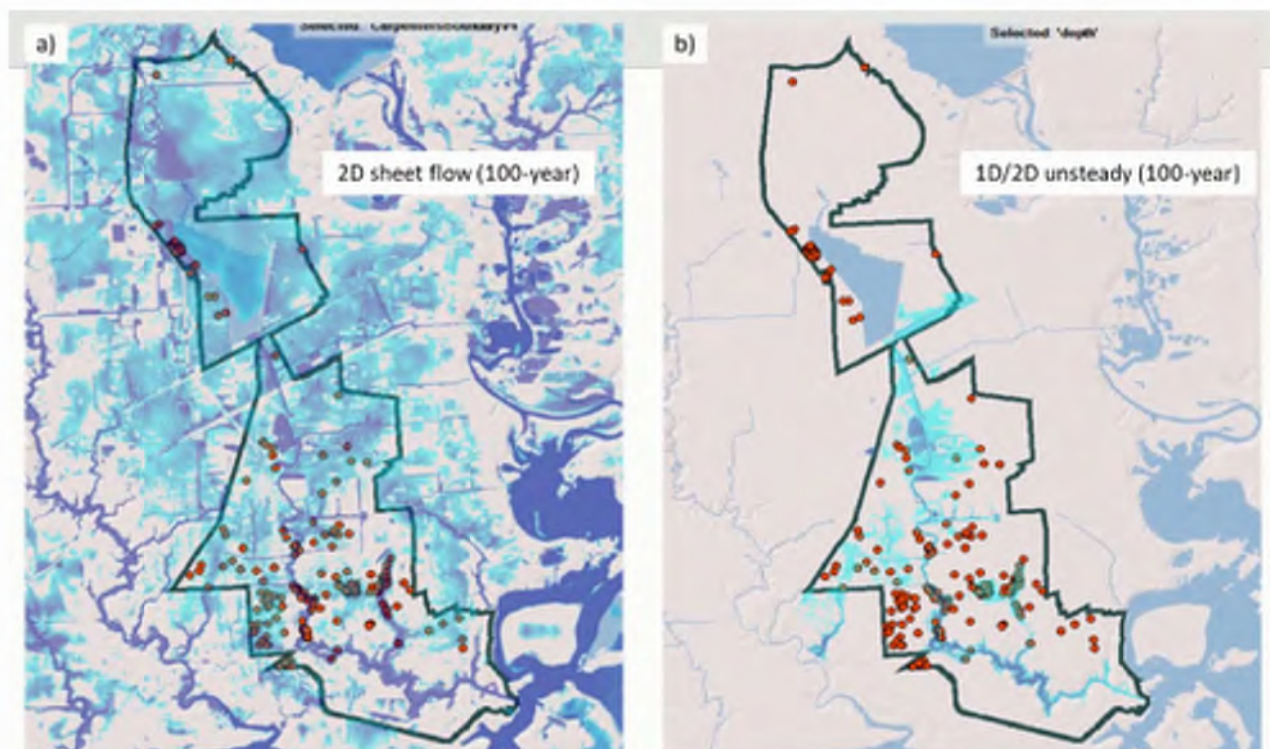 a)
b)
Selected: 'depth'
2D sheet flow (100-year)
1D/2D unsteady (100-year)